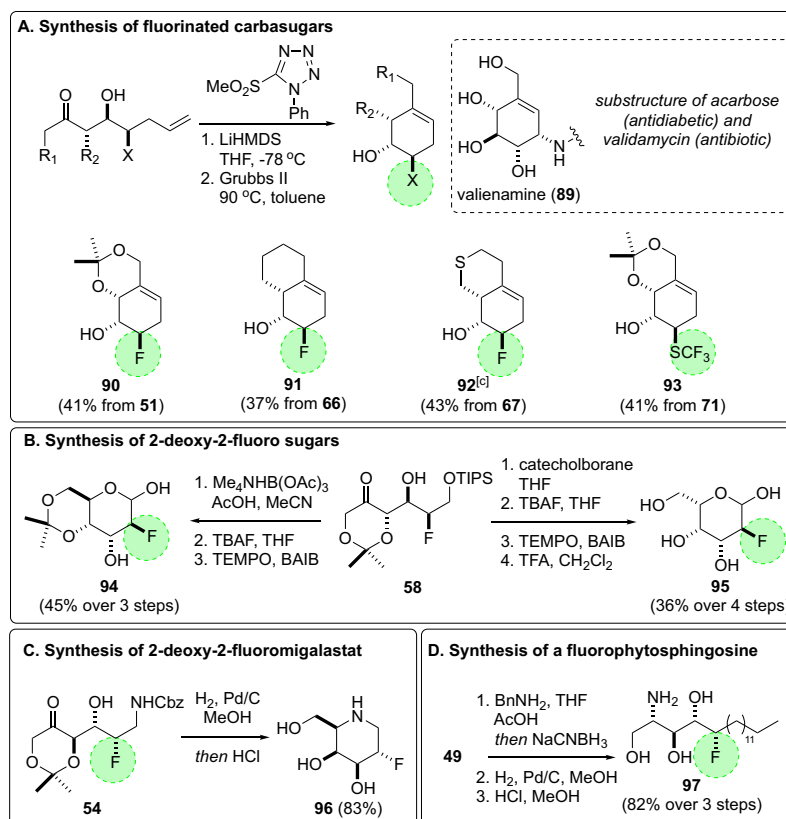 A. Synthesis of fluorinated carbasugars
O OH
R1 R2 X
MeO2S
N N
N N
Ph
1. LiHMDS
THF, -78 °C
2. Grubbs II
90 °C, toluene
R1
R2
HO
X
HO
HO
HO
OH
N
H
valienamine (89)
substructure of acarbose
(antidiabetic) and
validamycin (antibiotic)
O
O
HO
F
90
(41% from 51)
HO
F
91
(37% from 66)
S
HO
F
92[c]
(43% from 67)
O
O
HO
SCF3
93
(41% from 71)
B. Synthesis of 2-deoxy-2-fluoro sugars
O O OH
O
F
OH
94
(45% over 3 steps)
1. Me4NHB(OAc)3
AcOH, MeCN
2. TBAF, THF
3. TEMPO, BAIB
O OH OTIPS
O O F
58
1. catecholborane
THF
2. TBAF, THF
3. TEMPO, BAIB
4. TFA, CH2Cl2
HO O OH
HO F
OH
95
(36% over 4 steps)
C. Synthesis of 2-deoxy-2-fluoromigalastat
O OH NHCbz
O O F
54
H2, Pd/C
MeOH
then HCl
H
N
HO
HO F
OH
96 (83%)
D. Synthesis of a fluorophytosphingosine
49
1. BnNH2, THF
AcOH
then NaCNBH3
2. H2, Pd/C, MeOH
3. HCl, MeOH
NH2 OH
11
OH OH F
97
(82% over 3 steps)